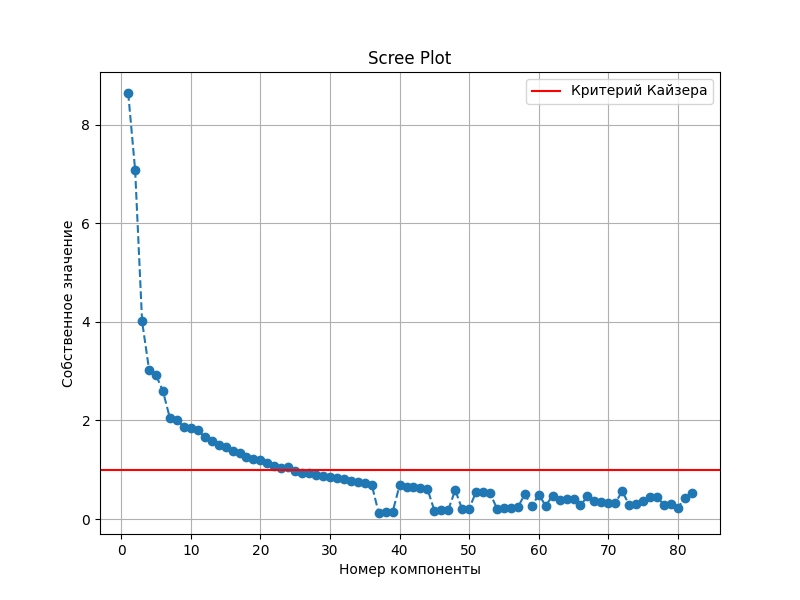 Scree Plot
Критерий Кайзера
Собственное значение
8
6
4
2
0
0 10 20 30 40 50 60 70 80
Номер компоненты